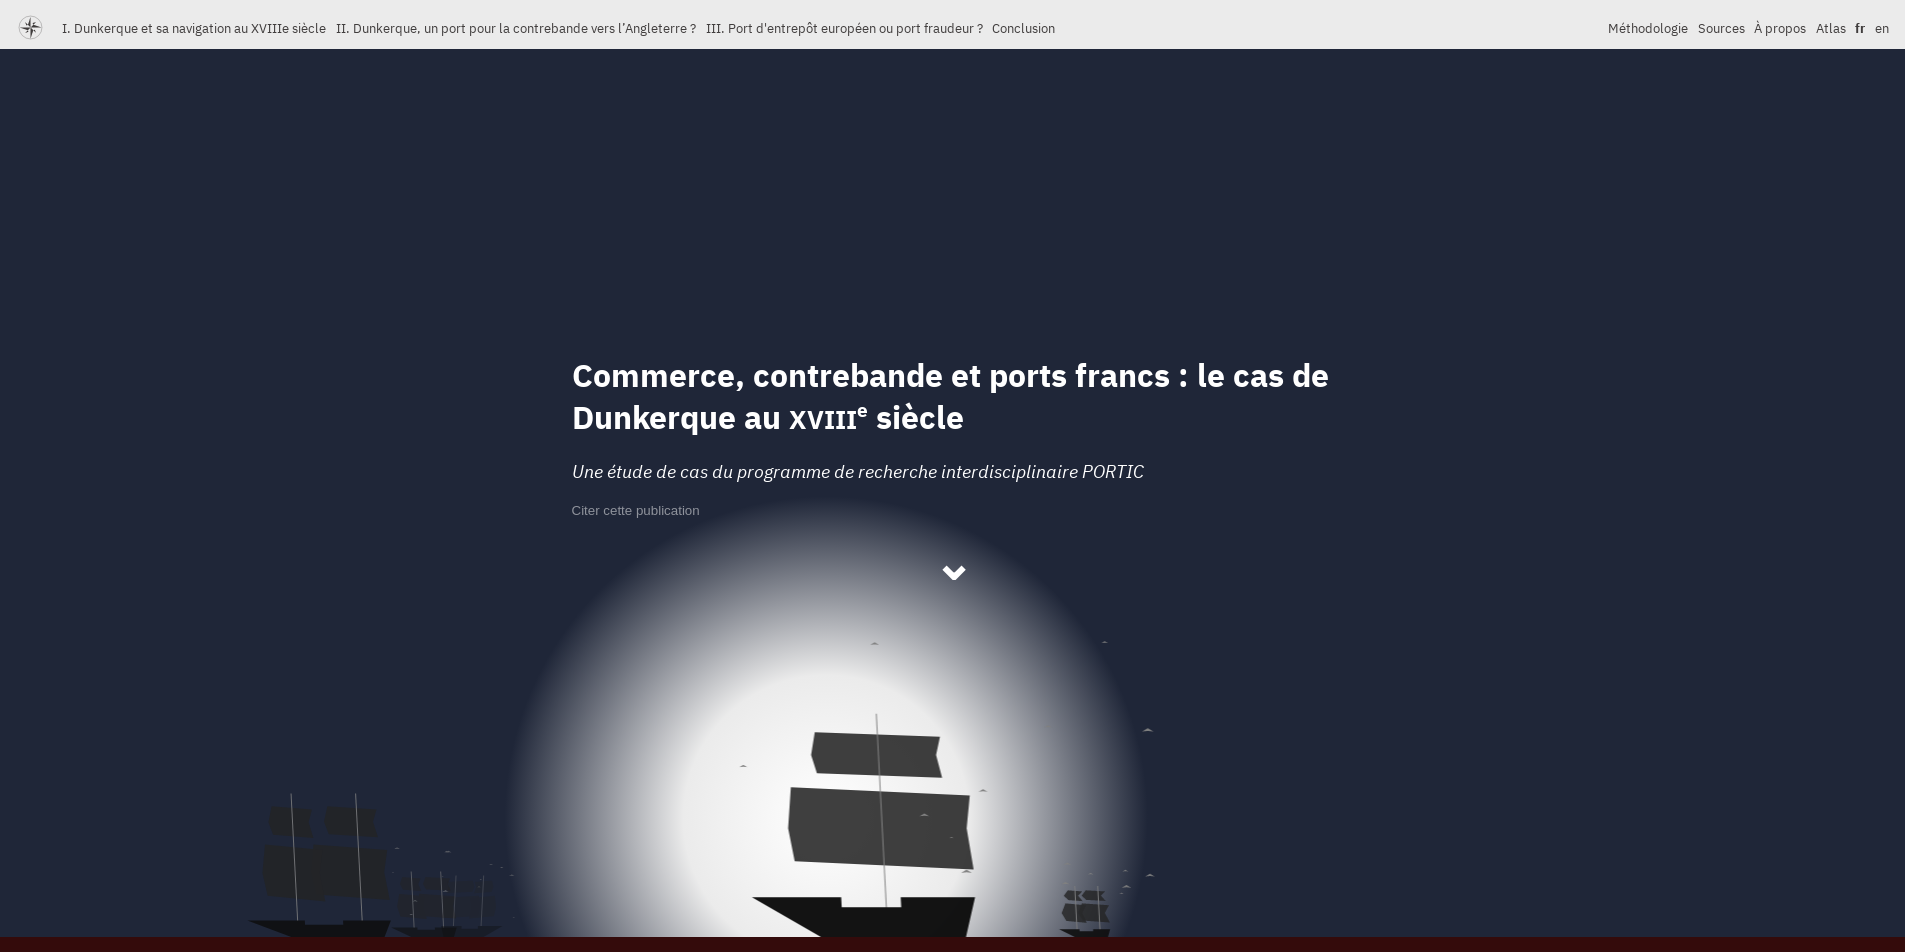 I. Dunkerque et sa navigation au XVIIIe siècle II. Dunkerque, un port pour la contrebande vers l’Angleterre ? III. Port d'entrepôt européen ou port fraudeur ? Conclusion Méthodologie Sources À propos Atlas fr en
Commerce, contrebande et ports francs : le cas de
Dunkerque au XVIIIe siècle
Une étude de cas du programme de recherche interdisciplinaire PORTIC
Citer cette publication